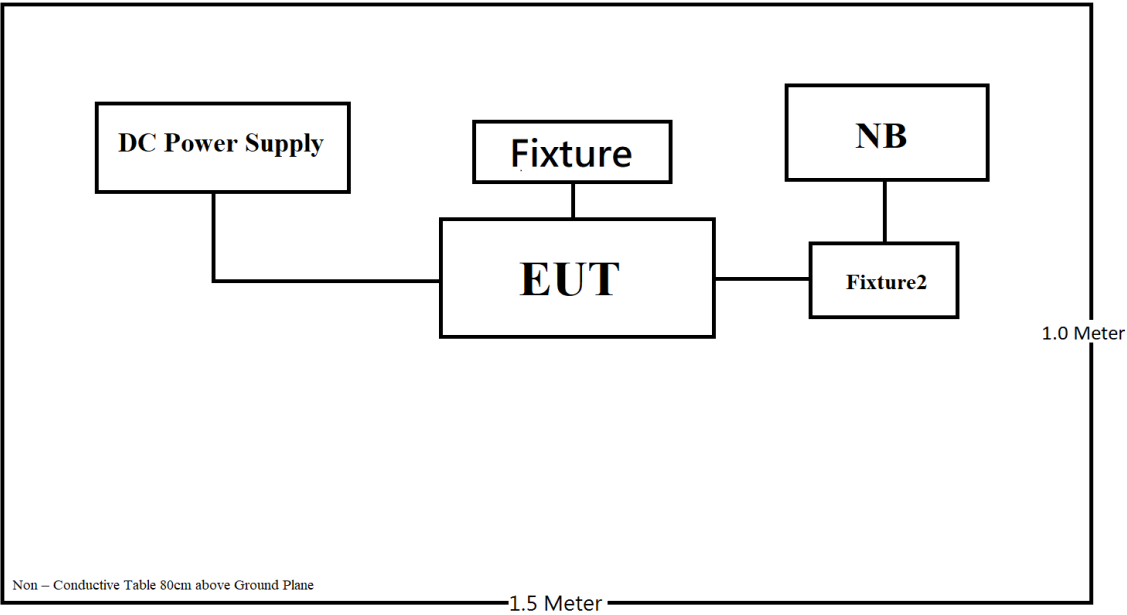 DC Power Supply
Fixture
NB
EUT
Fixture2
1.0 Meter
Non – Conductive Table 80cm above Ground Plane
1.5 Meter